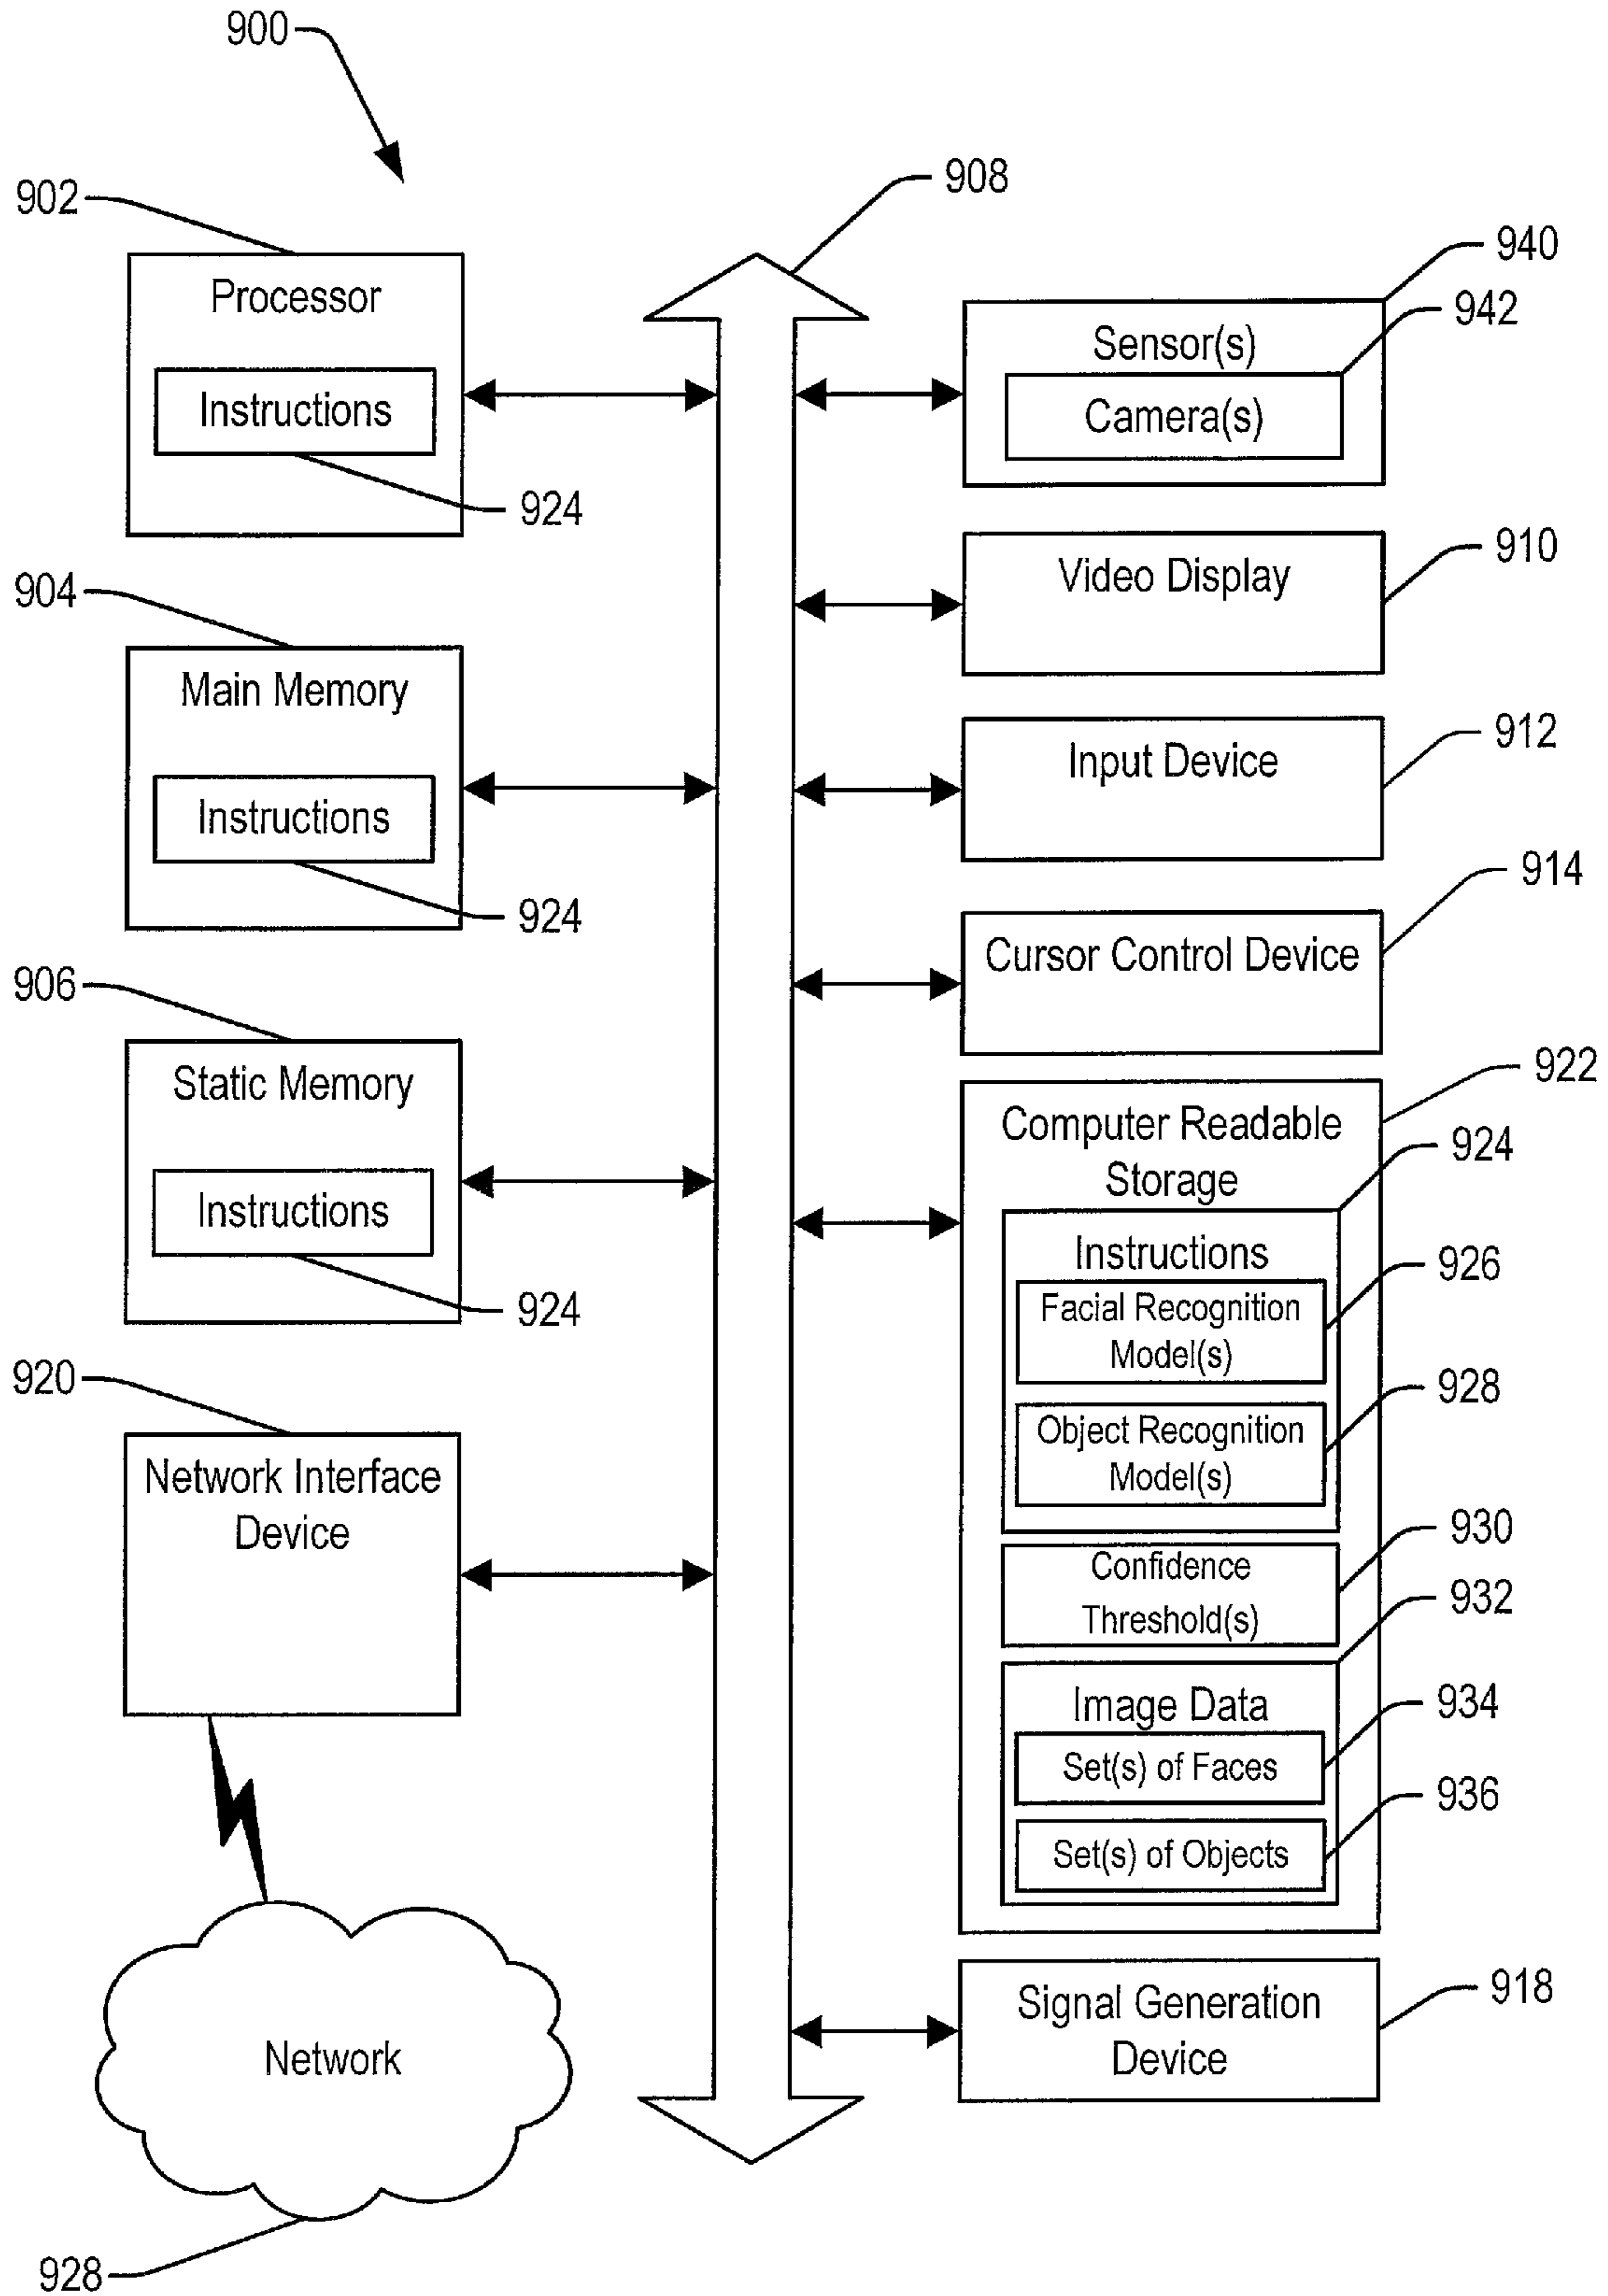 900
908
902
Processor
Instructions
924
904
Main Memory
Instructions
924
906
Static Memory
Instructions
924
920
Network Interface
Device
Network
928
940
942
Sensor(s)
Camera(s)
910
Video Display
912
Input Device
914
Cursor Control Device
922
Computer Readable
Storage
924
Instructions
926
Facial Recognition
Model(s)
928
Object Recognition
Model(s)
930
Confidence
Threshold(s)
932
Image Data
934
Set(s) of Faces
936
Set(s) of Objects
918
Signal Generation
Device